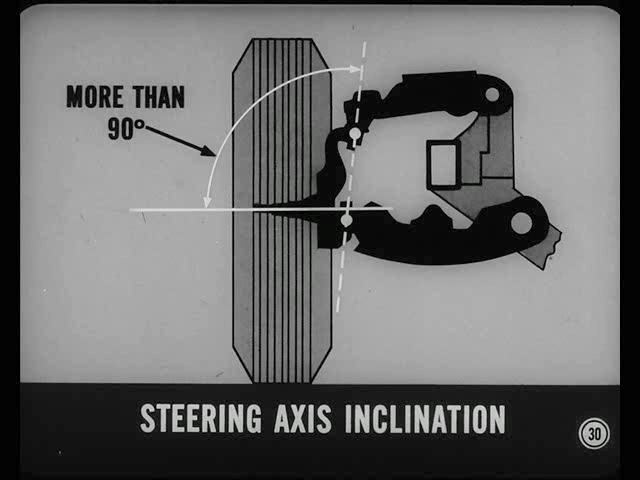 MORE THAN
90°
STEERING AXIS INCLINATION
30